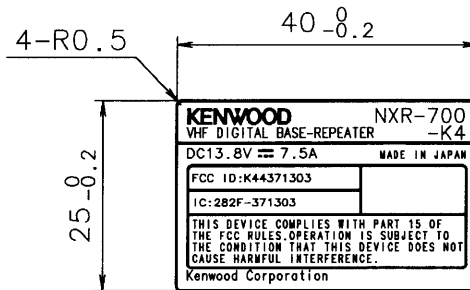 40 0 -0.2
4-R0.5
25 0 -0.2
KENWOOD NXR-700
VHF DIGITAL BASE-REPEATER -K4
DC13.8V ⎓ 7.5A MADE IN JAPAN
FCC ID:K44371303
IC:282F-371303
THIS DEVICE COMPLIES WITH PART 15 OF
THE FCC RULES.OPERATION IS SUBJECT TO
THE CONDITION THAT THIS DEVICE DOES NOT
CAUSE HARMFUL INTERFERENCE.
Kenwood Corporation